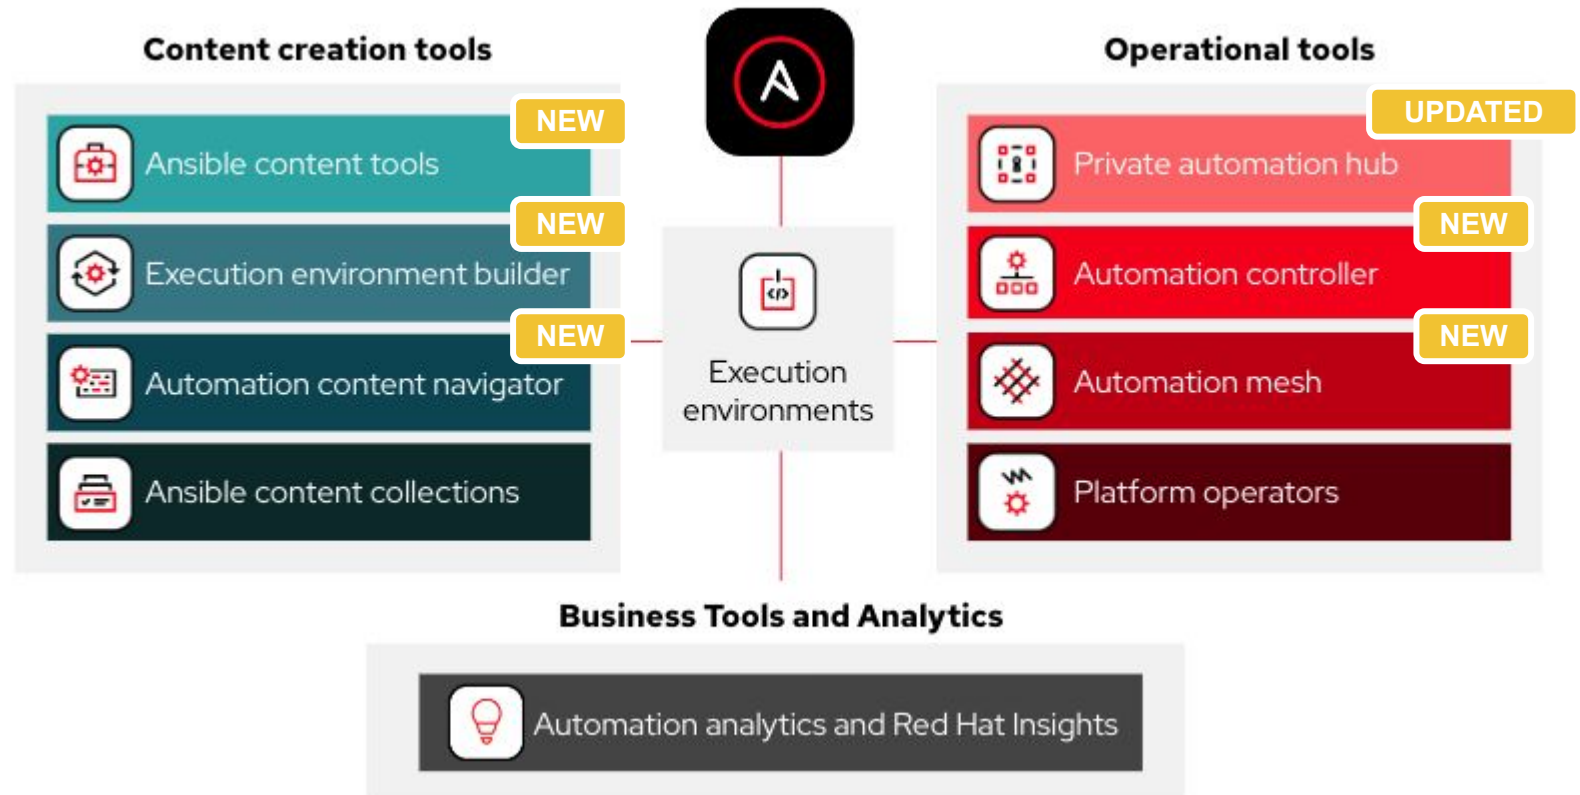 Content creation tools
NEW
Ansible content tools
NEW
Execution environment builder
NEW
Automation content navigator
Ansible content collections
Execution
environments
Operational tools
UPDATED
Private automation hub
NEW
Automation controller
NEW
Automation mesh
Platform operators
Business Tools and Analytics
Automation analytics and Red Hat Insights